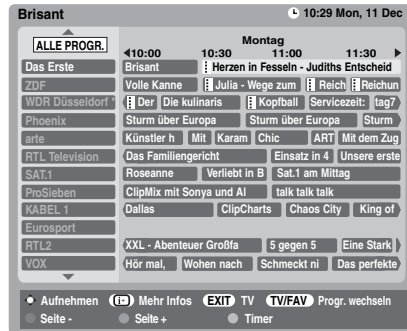 Brisant 10:29 Mon, 11 Dec
ALLE PROGR. Montag
10:00 10:30 11:00 11:30
Das Erste Brisant Herzen in Fesseln - Judiths Entscheid
ZDF Volle Kanne Julia - Wege zum Reich Reichun
WDR Düsseldorf * Der Die kulinaris Kopfball Servicezeit: tag7
Phoenix Sturm über Europa Sturm über Europa Sturm
arte Künstler h Mit Karam Chic ART Mit dem Zug
RTL Television Das Familiengericht Einsatz in 4 Unsere erste
SAT.1 Roseanne Verliebt in B Sat.1 am Mittag
ProSieben ClipMix mit Sonya und Al talk talk talk
KABEL 1 Dallas ClipCharts Chaos City King of
Eurosport
RTL2 XXL - Abenteuer Großfa 5 gegen 5 Eine Stark
VOX Hör mal, Wohen nach Schmeckt ni Das perfekte
Aufnehmen i Mehr Infos EXIT TV TV/FAV Progr. wechseln
Seite - Seite + Timer